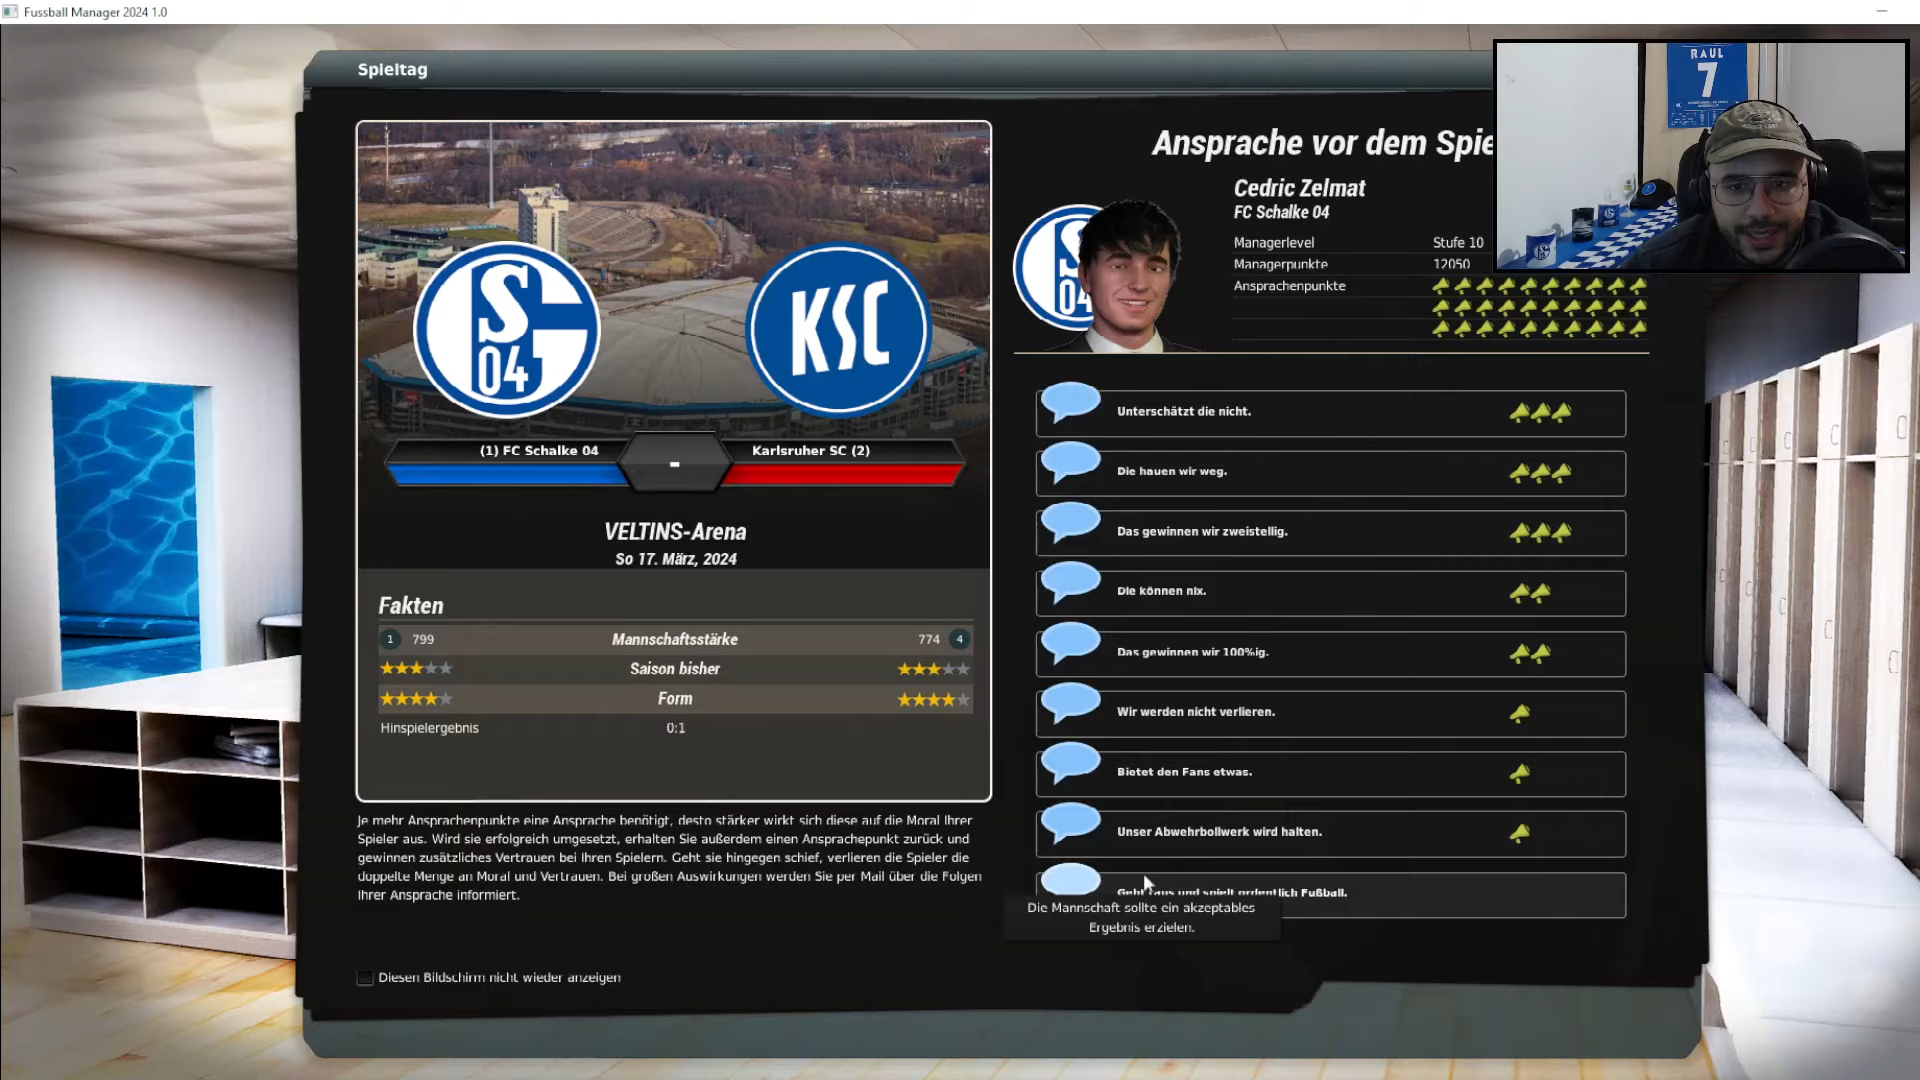 Fussball Manager 2024 1.0
Spieltag
RAUL
7
S
04
KSC
(1) FC Schalke 04
-
Karlsruher SC (2)
VELTINS-Arena
So 17. März, 2024
Fakten
1 799 Mannschaftsstärke 774 4
Saison bisher
Form
Hinspielergebnis 0:1
Je mehr Ansprachenpunkte eine Ansprache benötigt, desto stärker wirkt sich diese auf die Moral Ihrer
Spieler aus. Wird sie erfolgreich umgesetzt, erhalten Sie außerdem einen Ansprachepunkt zurück und
gewinnen zusätzliches Vertrauen bei Ihren Spielern. Geht sie hingegen schief, verlieren die Spieler die
doppelte Menge an Moral und Vertrauen. Bei großen Auswirkungen werden Sie per Mail über die Folgen
Ihrer Ansprache informiert.
Diesen Bildschirm nicht wieder anzeigen
Ansprache vor dem Spie
Cedric Zelmat
FC Schalke 04
Managerlevel Stufe 10
Managerpunkte 12050
Ansprachenpunkte
S
04
Unterschätzt die nicht.
Die hauen wir weg.
Das gewinnen wir zweistellig.
Die können nix.
Das gewinnen wir 100%ig.
Wir werden nicht verlieren.
Bietet den Fans etwas.
Unser Abwehrbollwerk wird halten.
Geht raus und spielt ordentlich Fußball.
Die Mannschaft sollte ein akzeptables
Ergebnis erzielen.